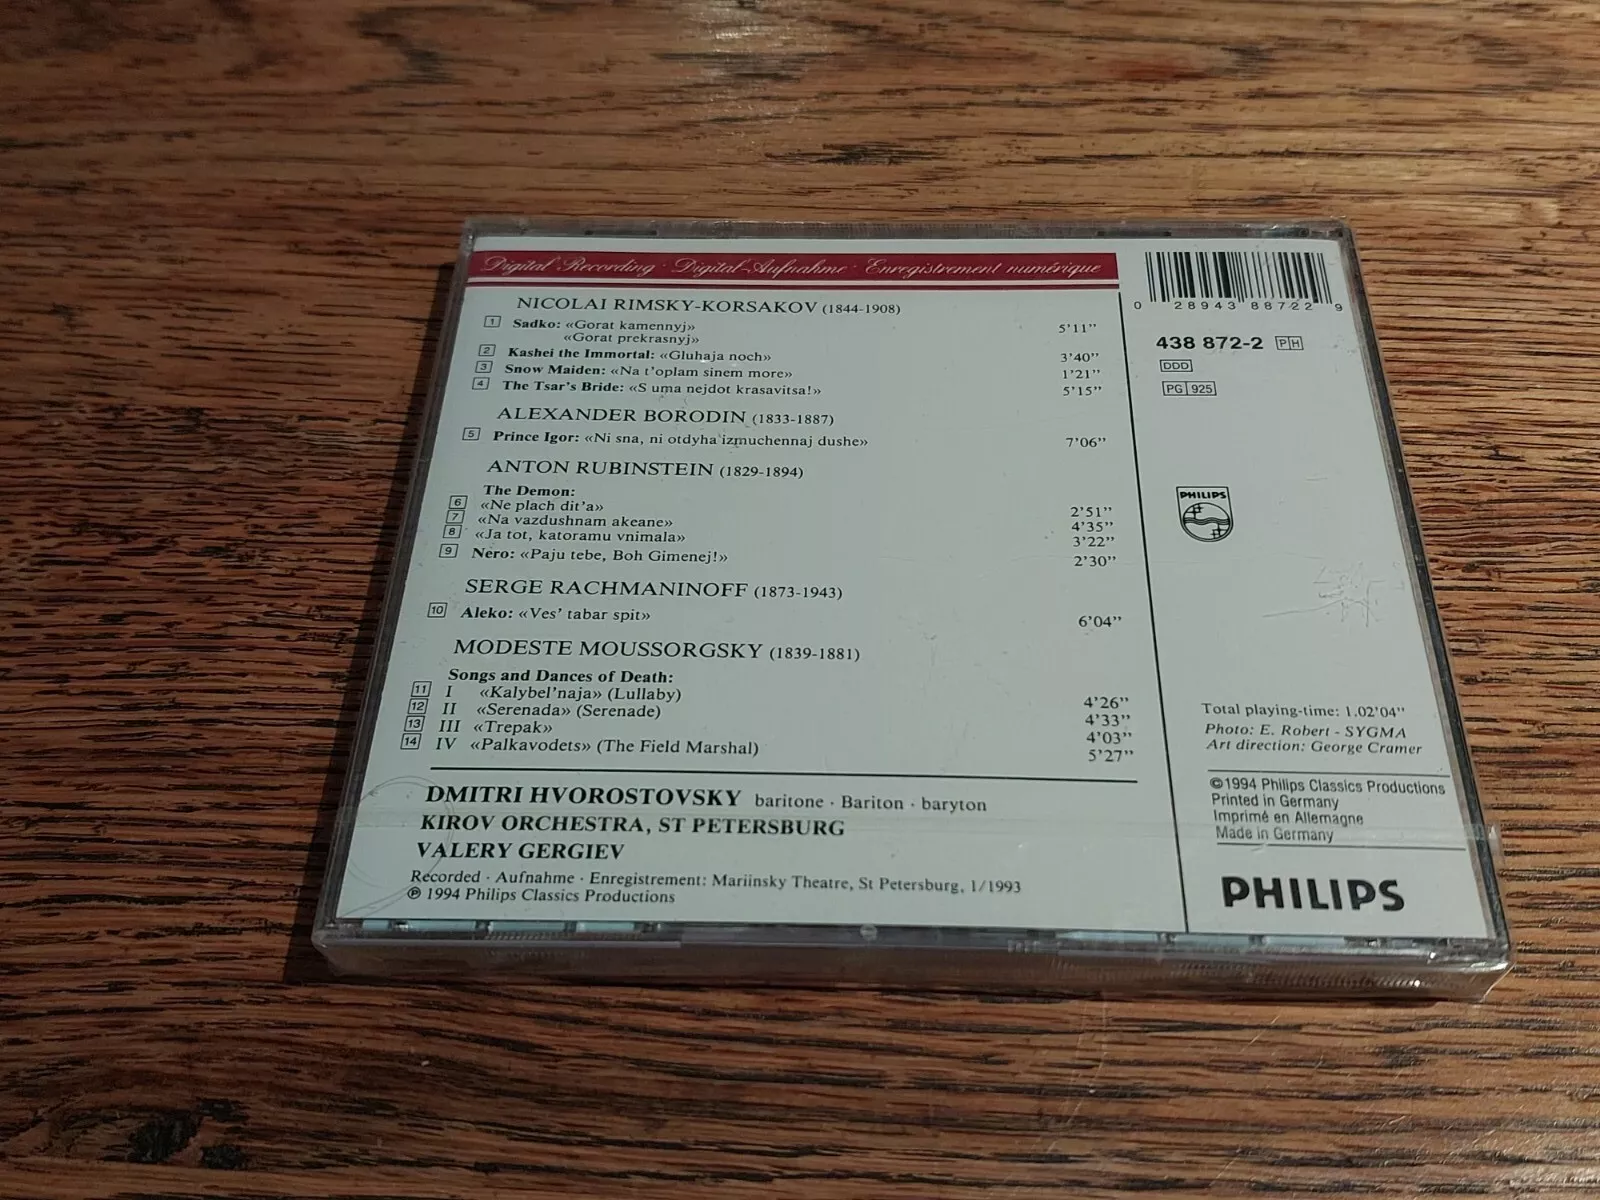 Digital Recording · Digital-Aufnahme · Enregistrement numérique
NICOLAI RIMSKY-KORSAKOV (1844-1908)
1 Sadko: «Gorat kamennyj» 5'11"
«Gorat prekrasnyj»
2 Kashei the Immortal: «Gluhaja noch» 3'40"
3 Snow Maiden: «Na t'oplam sinem more» 1'21"
4 The Tsar's Bride: «S uma nejdot krasavitsa!» 5'15"
ALEXANDER BORODIN (1833-1887)
5 Prince Igor: «Ni sna, ni otdyha izmuchennaj dushe» 7'06"
ANTON RUBINSTEIN (1829-1894)
The Demon:
6 «Ne plach dit'a» 2'51"
7 «Na vazdushnam akeane» 4'35"
8 «Ja tot, katoramu vnimala» 3'22"
9 Nero: «Paju tebe, Boh Gimenej!» 2'30"
SERGE RACHMANINOFF (1873-1943)
10 Aleko: «Ves' tabar spit» 6'04"
MODESTE MOUSSORGSKY (1839-1881)
Songs and Dances of Death:
11 I «Kalybel'naja» (Lullaby) 4'26"
12 II «Serenada» (Serenade) 4'33"
13 III «Trepak» 4'03"
14 IV «Palkavodets» (The Field Marshal) 5'27"
DMITRI HVOROSTOVSKY baritone · Bariton · baryton
KIROV ORCHESTRA, ST PETERSBURG
VALERY GERGIEV
Recorded · Aufnahme · Enregistrement: Mariinsky Theatre, St Petersburg, 1/1993
℗ 1994 Philips Classics Productions
0 28943 88722 9
438 872-2 PH
DDD
PG 925
PHILIPS
Total playing-time: 1.02'04"
Photo: E. Robert - SYGMA
Art direction: George Cramer
©1994 Philips Classics Productions
Printed in Germany
Imprimé en Allemagne
Made in Germany
PHILIPS